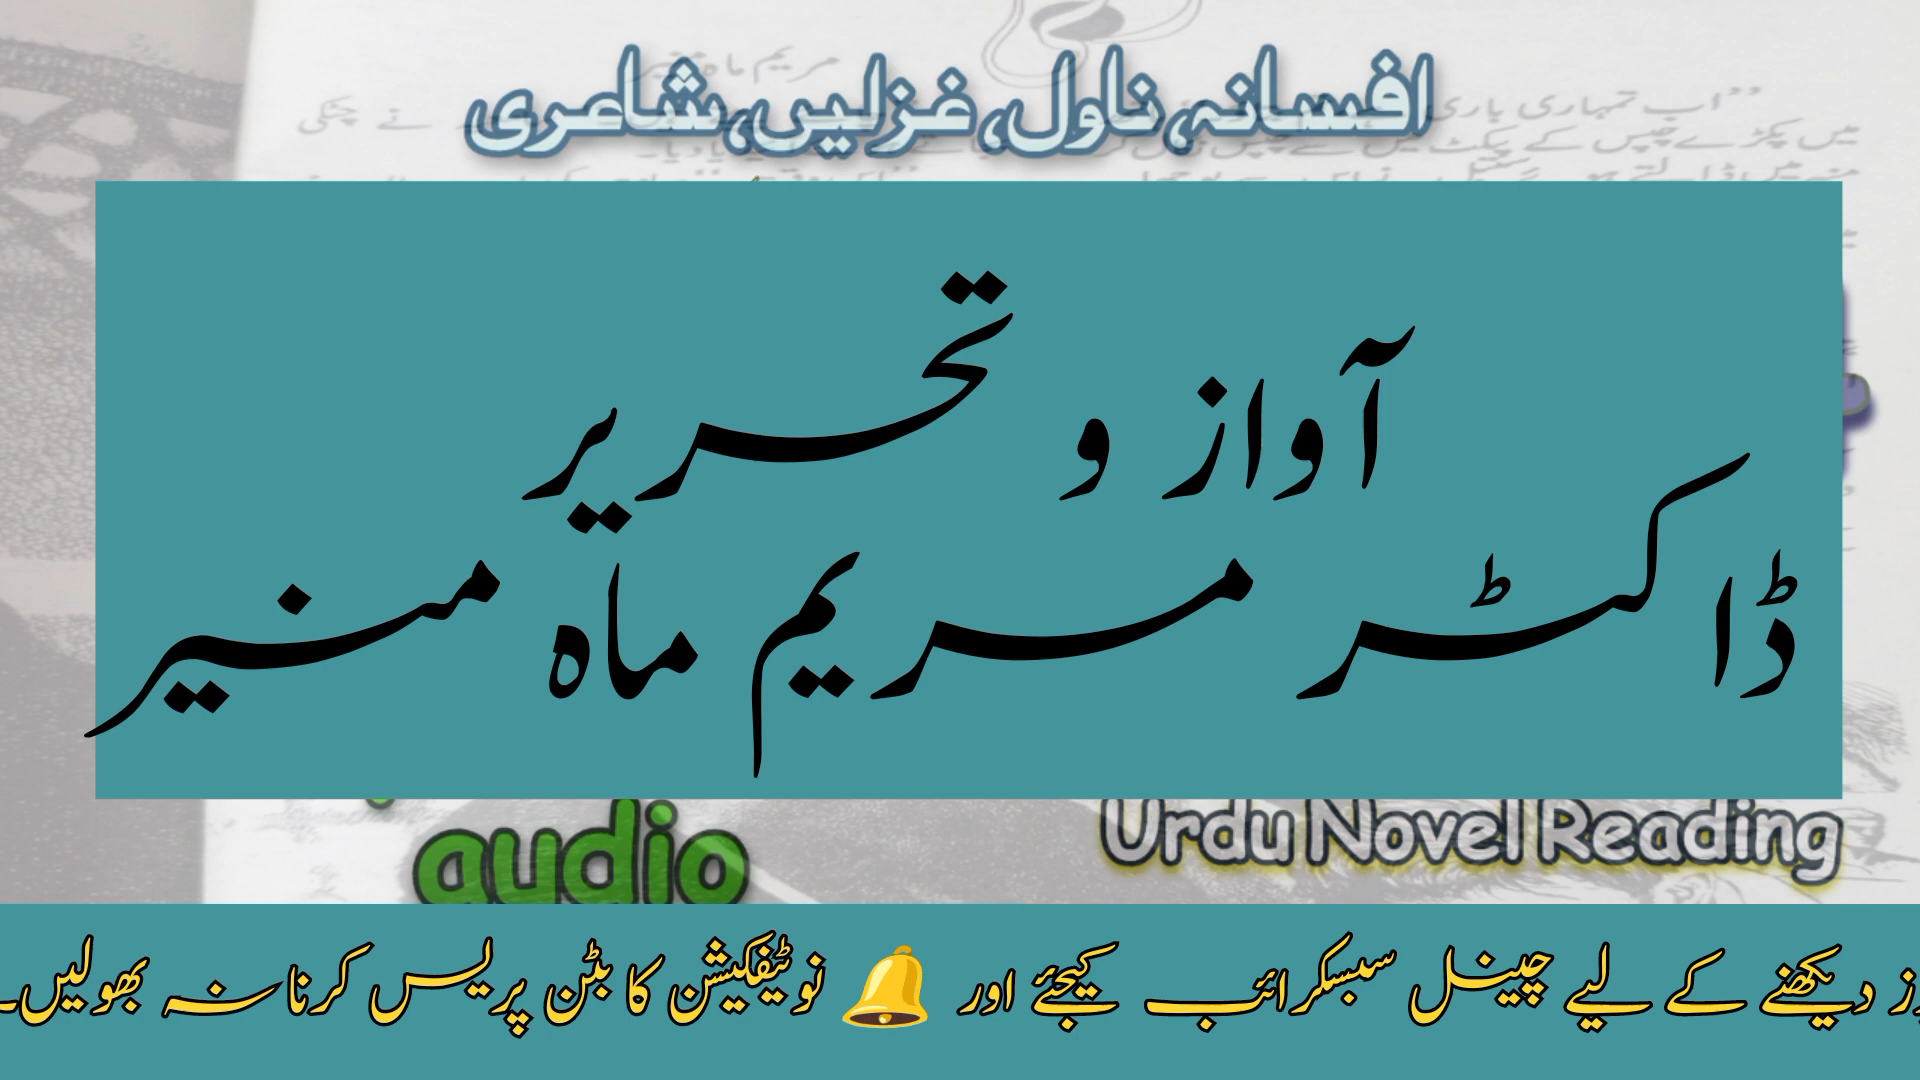 افسانہ، ناول، غزلیں، شاعری
آواز و تحریر
ڈاکٹر مریم ماہ منیر
audio
Urdu Novel Reading
دیکھنے کے لیے چینل سبسکرائب کیجئے اور 🔔 نوٹیفکیشن کا بٹن پریس کرنا نہ بھولیں۔